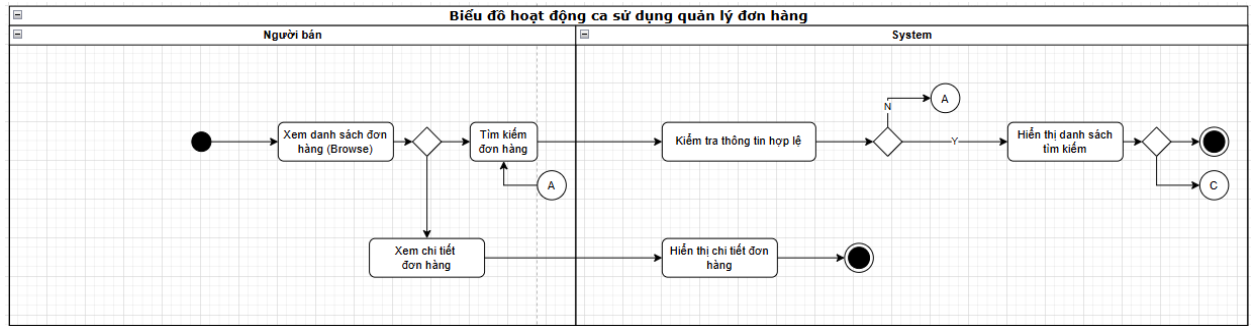 Biểu đồ hoạt động ca sử dụng quản lý đơn hàng
Người bán
System
A
N
Xem danh sách đơn
hàng (Browse)
Tìm kiếm
đơn hàng
Kiểm tra thông tin hợp lệ
Y
Hiển thị danh sách
tìm kiếm
A
C
Xem chi tiết
đơn hàng
Hiển thị chi tiết đơn
hàng